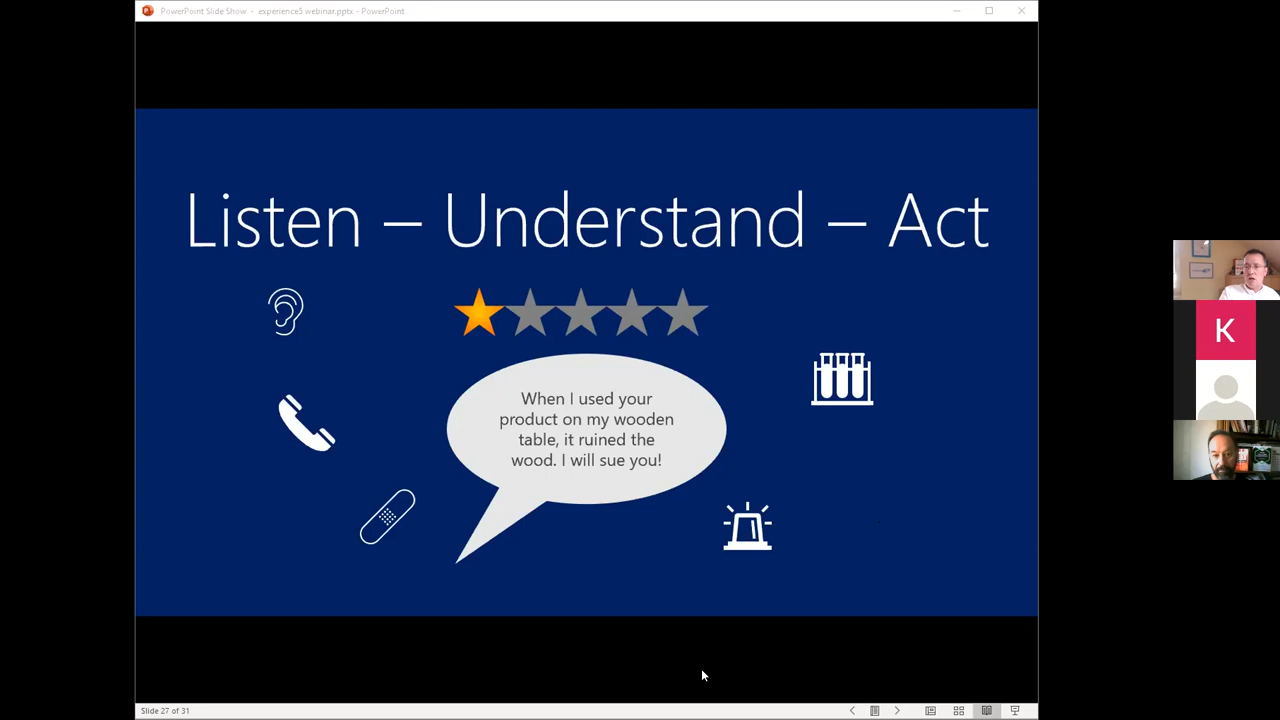 PowerPoint Slide Show - experience5 webinar.pptx - PowerPoint
Listen – Understand – Act
When I used your
product on my wooden
table, it ruined the
wood. I will sue you!
K
Slide 27 of 31